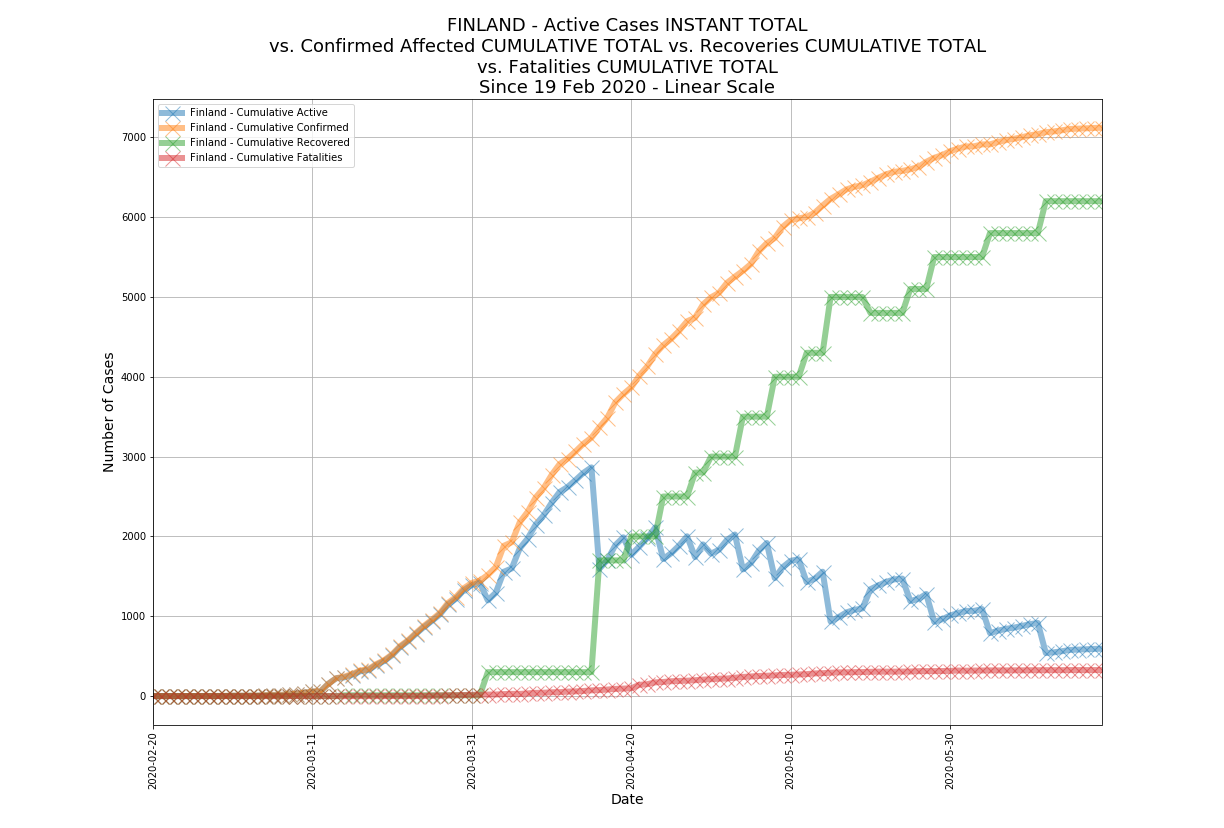 FINLAND - Active Cases INSTANT TOTAL
vs. Confirmed Affected CUMULATIVE TOTAL vs. Recoveries CUMULATIVE TOTAL
vs. Fatalities CUMULATIVE TOTAL
Since 19 Feb 2020 - Linear Scale
Finland - Cumulative Active
Finland - Cumulative Confirmed
Finland - Cumulative Recovered
Finland - Cumulative Fatalities
7000
6000
5000
4000
3000
2000
1000
0
Number of Cases
2020-02-20
2020-03-11
2020-03-31
2020-04-20
2020-05-10
2020-05-30
Date